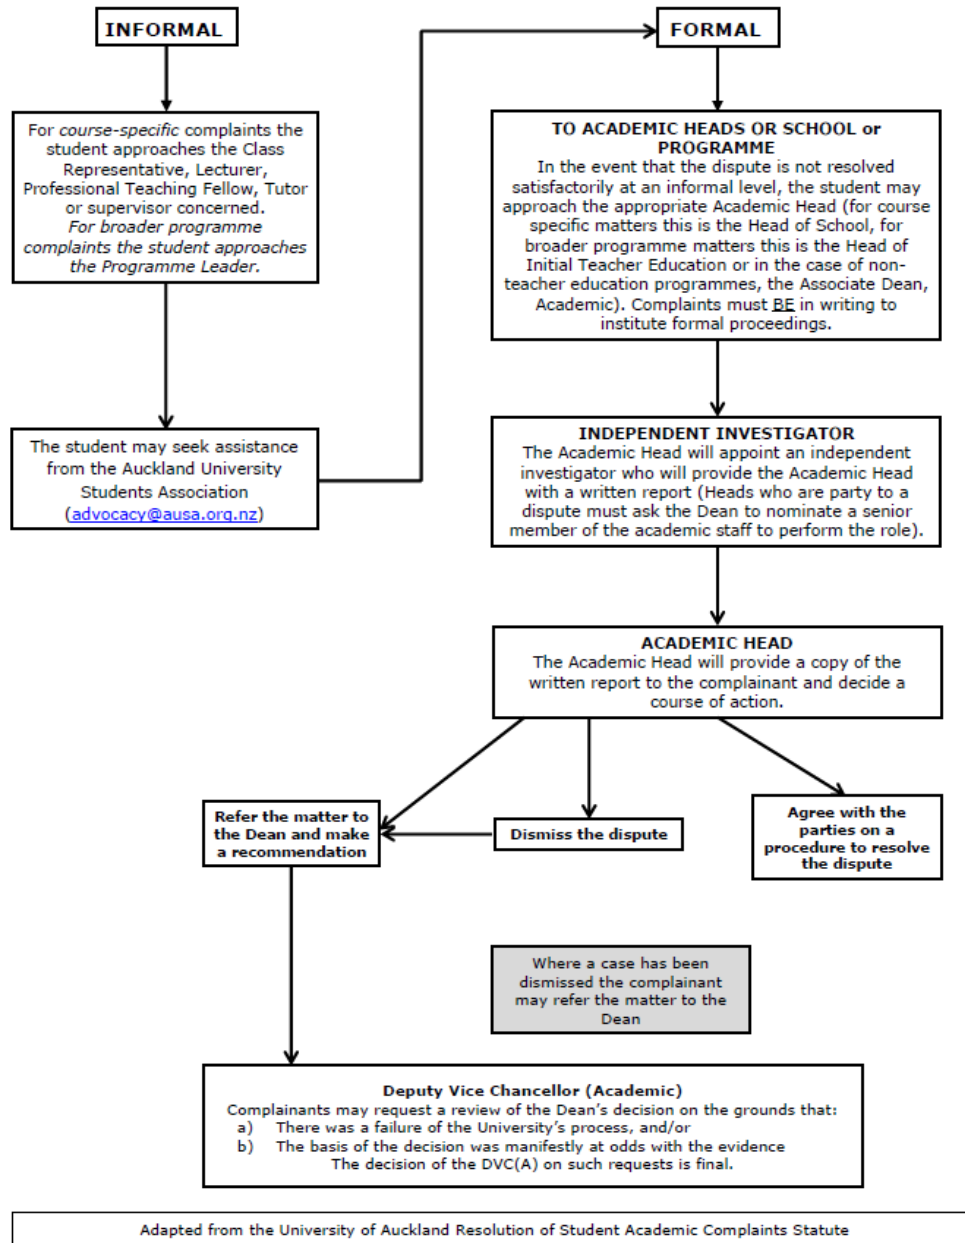 INFORMAL
For course-specific complaints the
student approaches the Class
Representative, Lecturer,
Professional Teaching Fellow, Tutor
or supervisor concerned.
For broader programme
complaints the student approaches
the Programme Leader.
The student may seek assistance
from the Auckland University
Students Association
(advocacy@ausa.org.nz)
FORMAL
TO ACADEMIC HEADS OR SCHOOL or
PROGRAMME
In the event that the dispute is not resolved
satisfactorily at an informal level, the student may
approach the appropriate Academic Head (for course
specific matters this is the Head of School, for
broader programme matters this is the Head of
Initial Teacher Education or in the case of non-
teacher education programmes, the Associate Dean,
Academic). Complaints must BE in writing to
institute formal proceedings.
INDEPENDENT INVESTIGATOR
The Academic Head will appoint an independent
investigator who will provide the Academic Head
with a written report (Heads who are party to a
dispute must ask the Dean to nominate a senior
member of the academic staff to perform the role).
ACADEMIC HEAD
The Academic Head will provide a copy of the
written report to the complainant and decide a
course of action.
Refer the matter to
the Dean and make
a recommendation
Dismiss the dispute
Agree with the
parties on a
procedure to resolve
the dispute
Where a case has been
dismissed the complainant
may refer the matter to the
Dean
Deputy Vice Chancellor (Academic)
Complainants may request a review of the Dean's decision on the grounds that:
a) There was a failure of the University's process, and/or
b) The basis of the decision was manifestly at odds with the evidence
The decision of the DVC(A) on such requests is final.
Adapted from the University of Auckland Resolution of Student Academic Complaints Statute